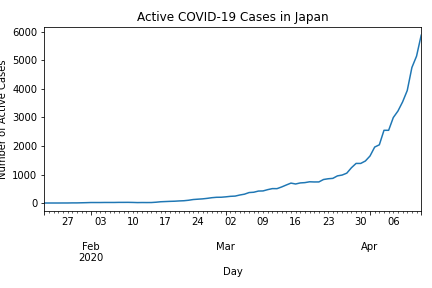 Active COVID-19 Cases in Japan
Number of Active Cases
6000
5000
4000
3000
2000
1000
0
27 03 10 17 24 02 09 16 23 30 06
Feb Mar Apr
2020
Day